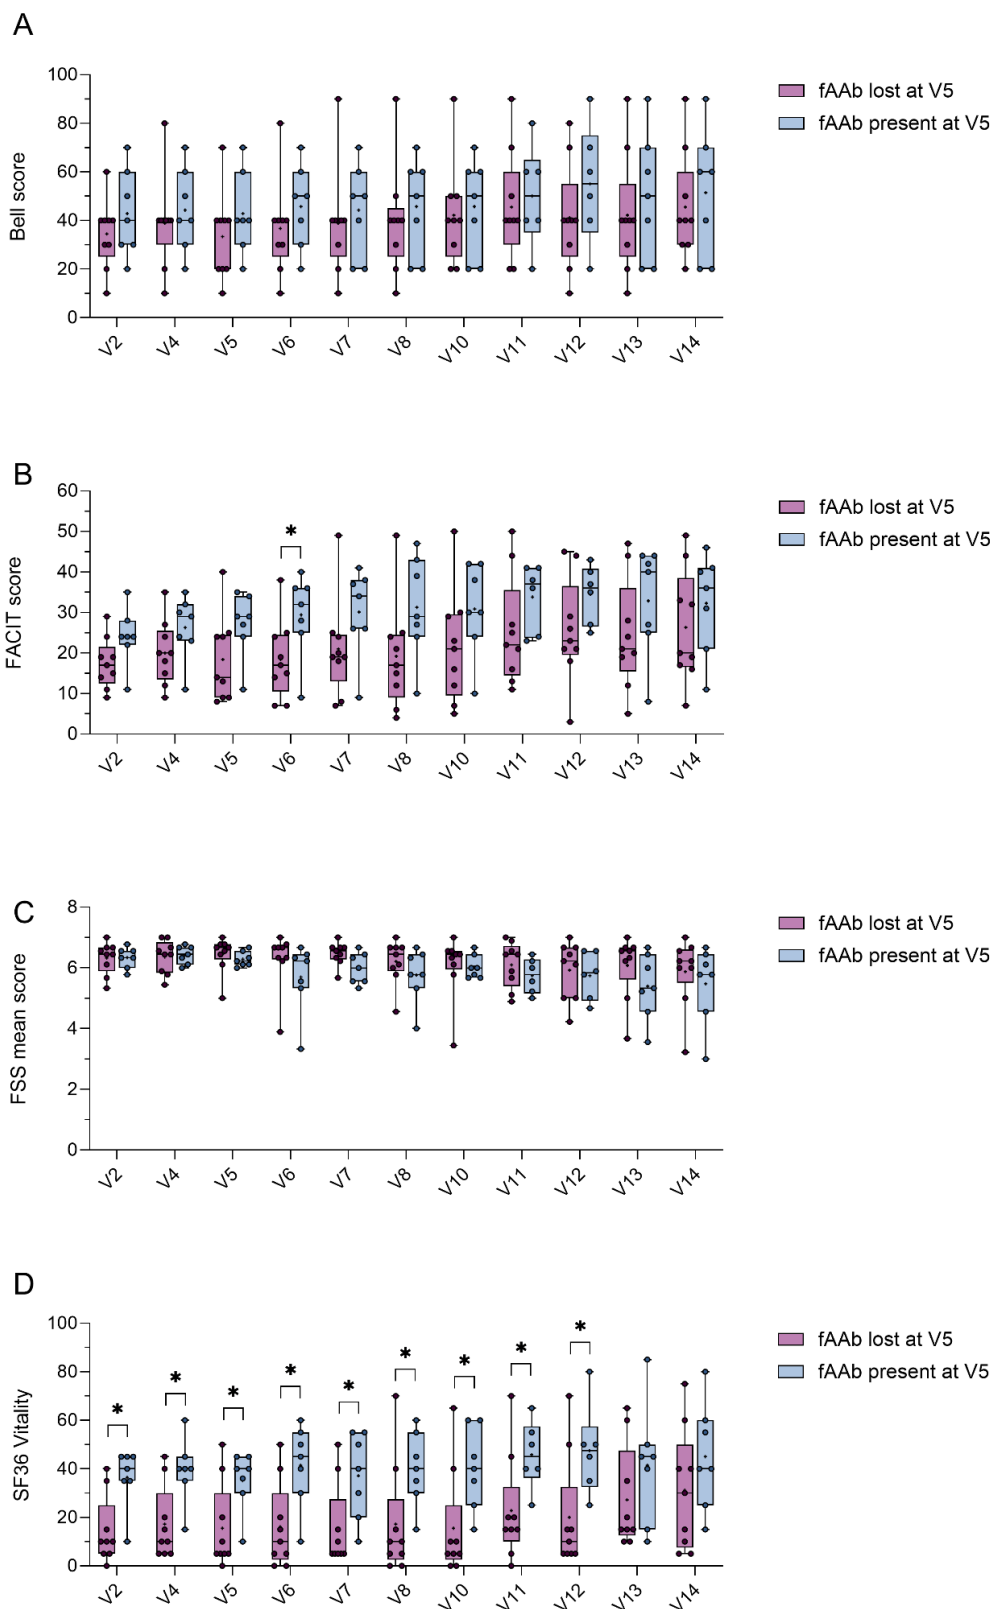 A
Bell score
100
80
60
40
20
0
V2 V4 V5 V6 V7 V8 V10 V11 V12 V13 V14
fAAb lost at V5
fAAb present at V5
B
FACIT score
60
50
40
30
20
10
0
*
V2 V4 V5 V6 V7 V8 V10 V11 V12 V13 V14
fAAb lost at V5
fAAb present at V5
C
FSS mean score
8
6
4
2
0
V2 V4 V5 V6 V7 V8 V10 V11 V12 V13 V14
fAAb lost at V5
fAAb present at V5
D
SF36 Vitality
100
80
60
40
20
0
* * * * * * * * *
V2 V4 V5 V6 V7 V8 V10 V11 V12 V13 V14
fAAb lost at V5
fAAb present at V5